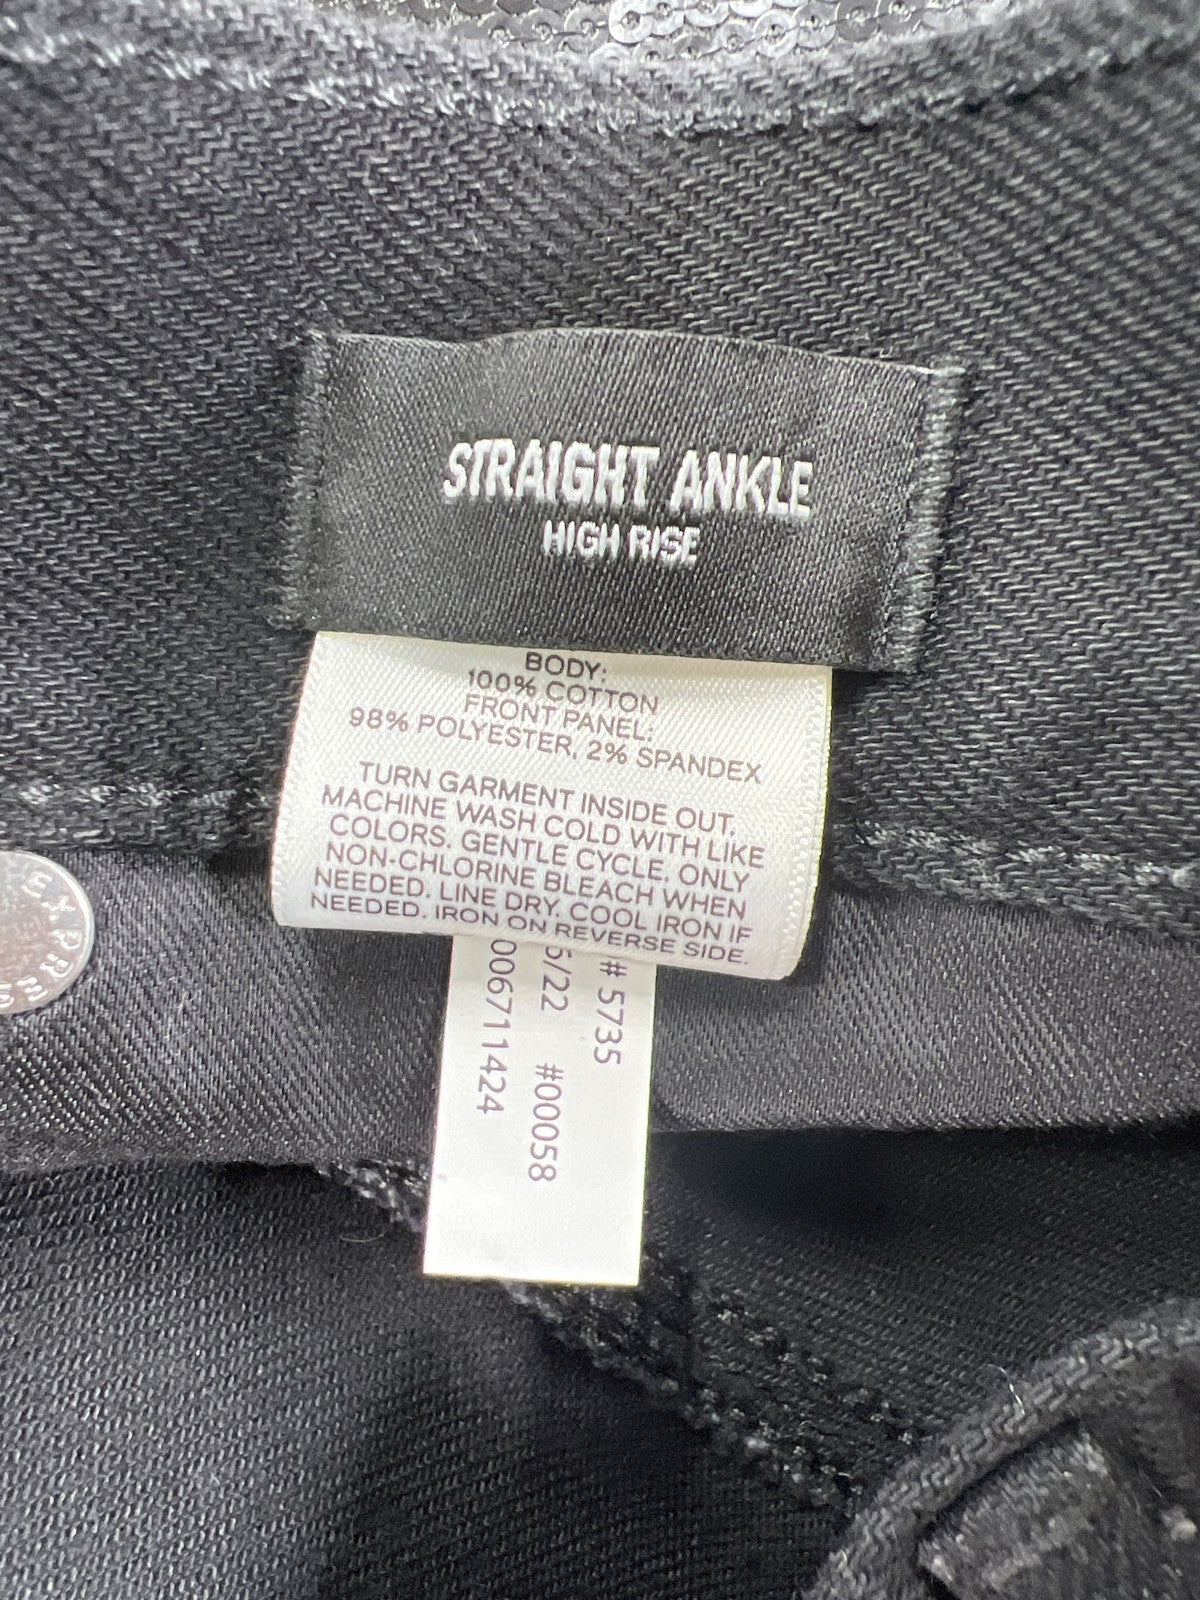 STRAIGHT ANKLE
HIGH RISE
BODY:
100% COTTON
FRONT PANEL:
98% POLYESTER, 2% SPANDEX
TURN GARMENT INSIDE OUT.
MACHINE WASH COLD WITH LIKE
COLORS. GENTLE CYCLE. ONLY
NON-CHLORINE BLEACH WHEN
NEEDED. LINE DRY. COOL IRON IF
NEEDED. IRON ON REVERSE SIDE.
# 5735
6/22 #00058
006711424